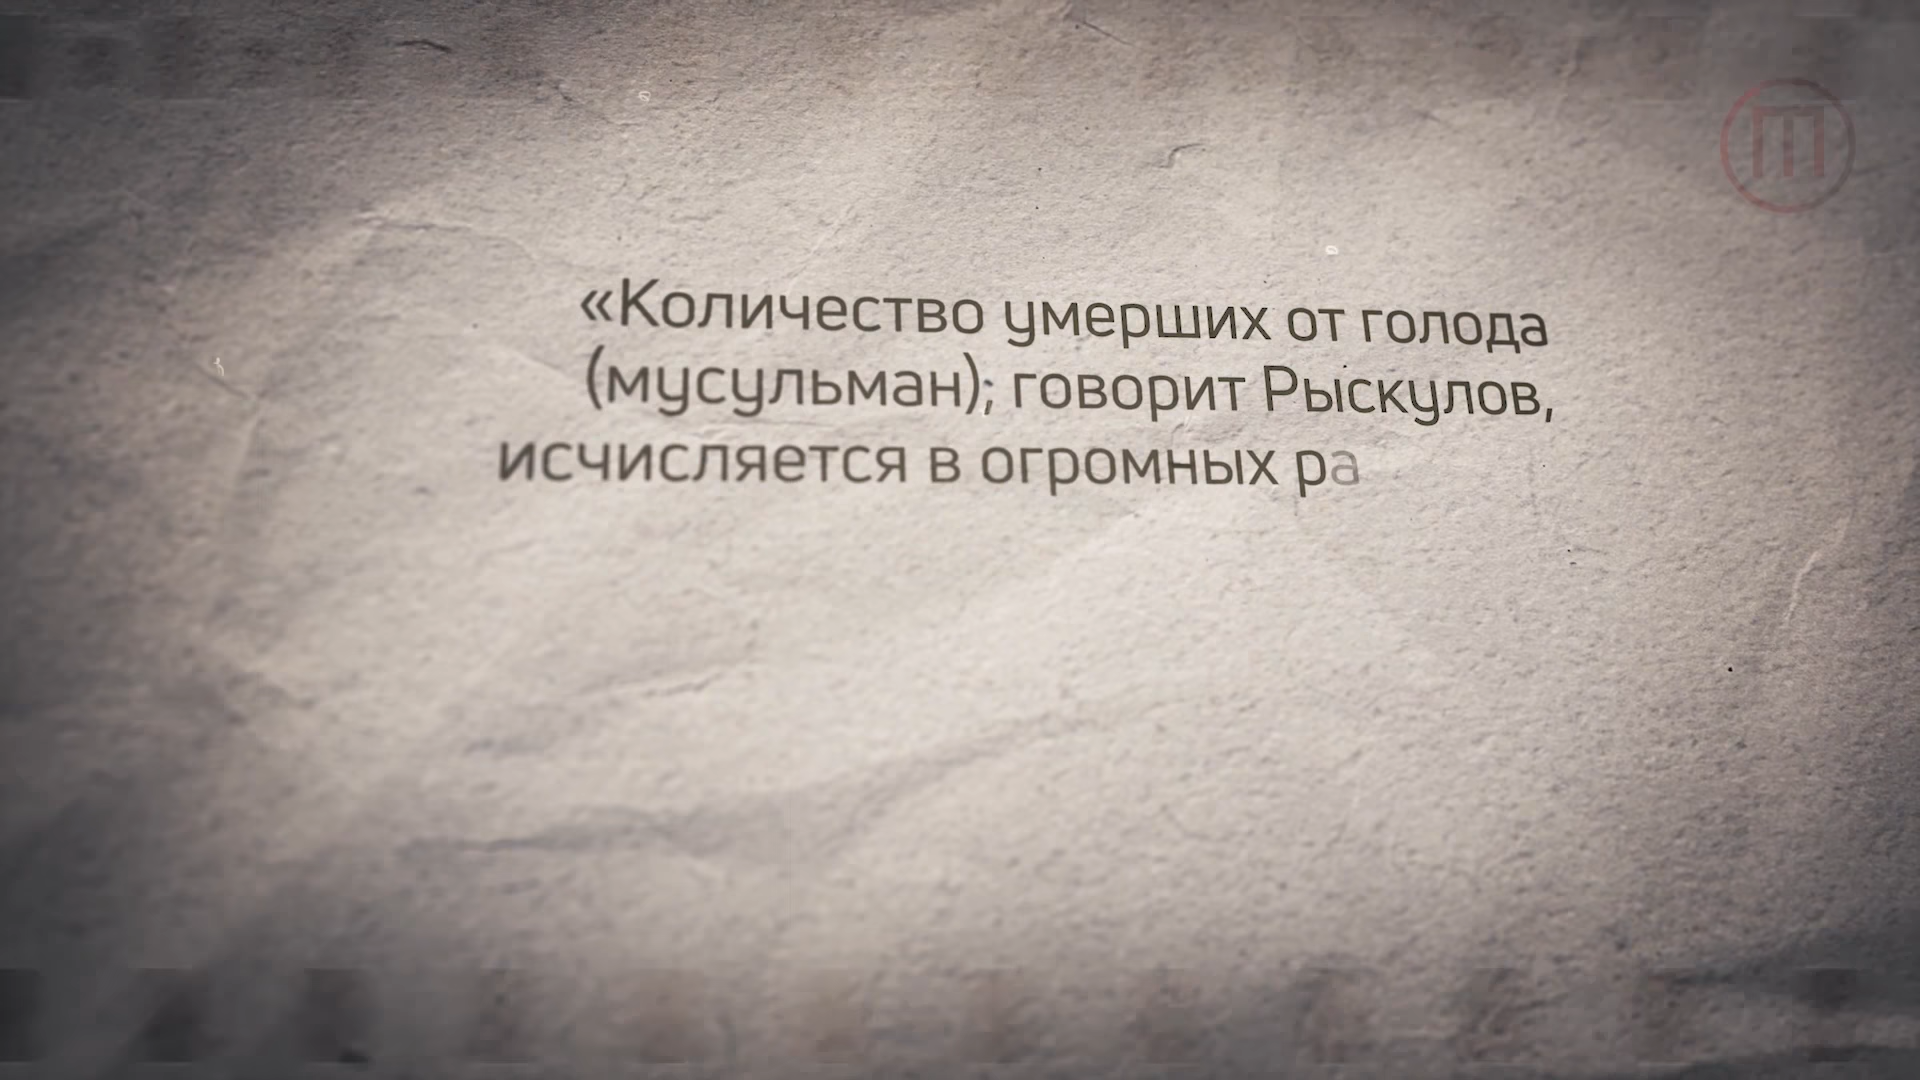 «Количество умерших от голода
(мусульман); говорит Рыскулов,
исчисляется в огромных ра